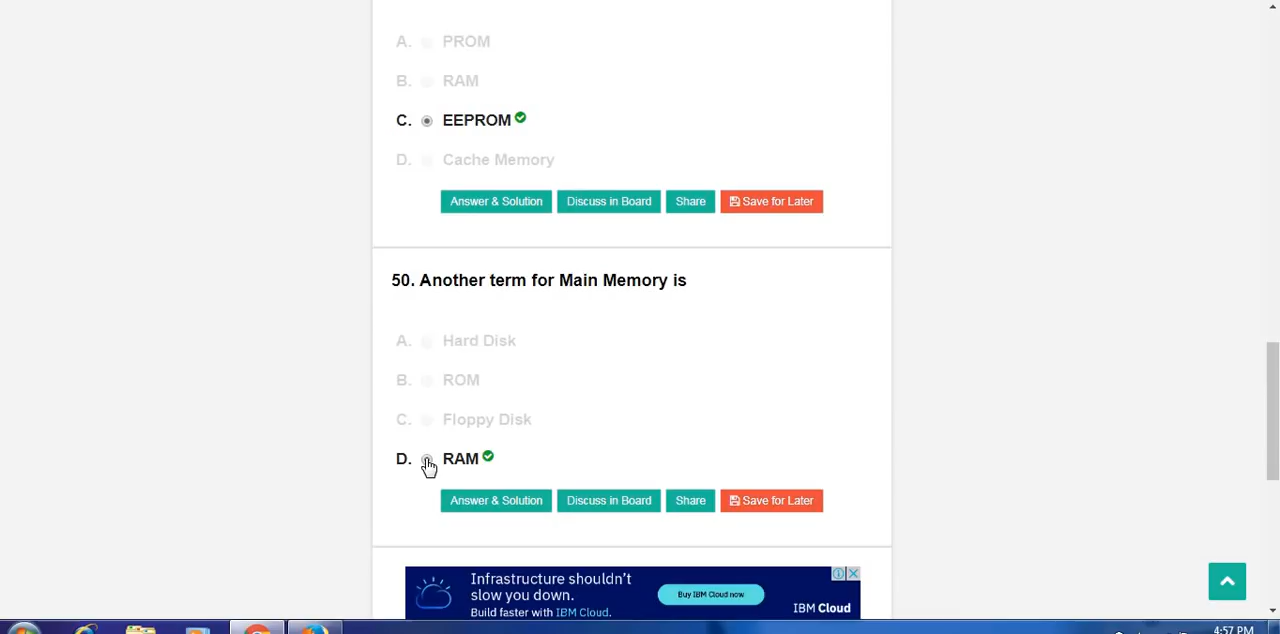 A. PROM
B. RAM
C. EEPROM
D. Cache Memory
Answer & Solution Discuss in Board Share Save for Later
50. Another term for Main Memory is
A. Hard Disk
B. ROM
C. Floppy Disk
D. RAM
Answer & Solution Discuss in Board Share Save for Later
Infrastructure shouldn't
slow you down.
Build faster with IBM Cloud.
Buy IBM Cloud now
IBM Cloud
4:57 PM